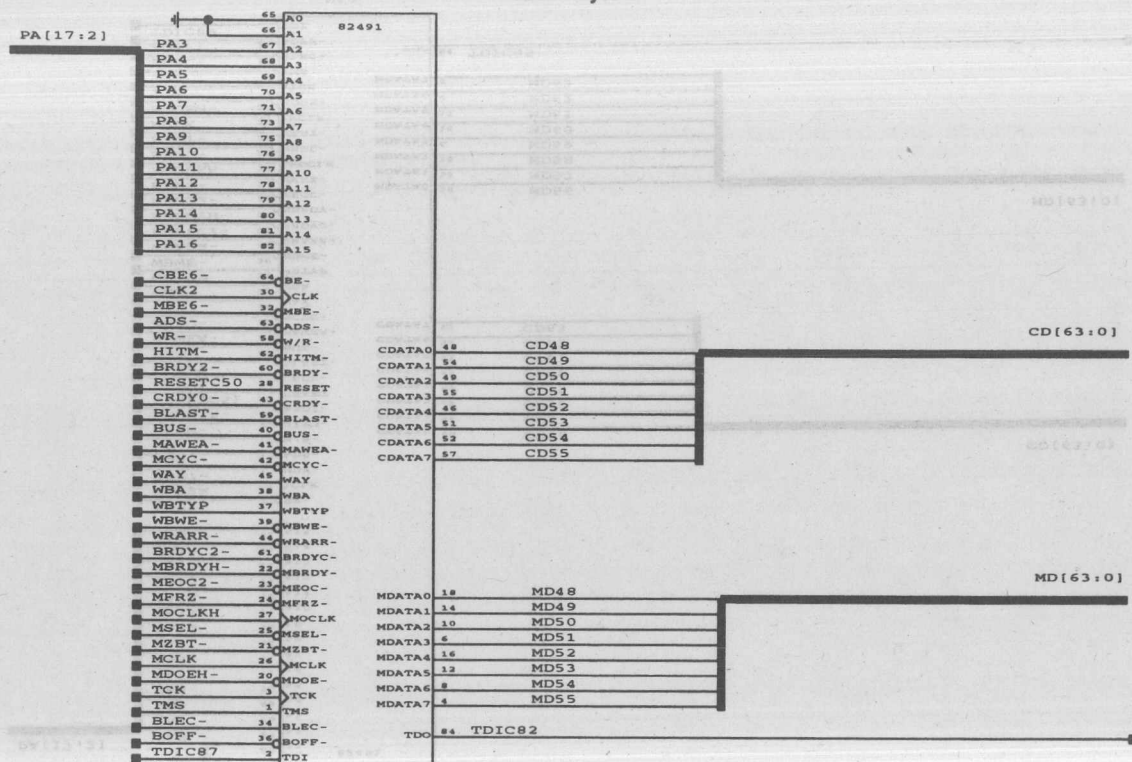 82491
PA[17:2]
65 A0
66 A1
PA3 67 A2
PA4 68 A3
PA5 69 A4
PA6 70 A5
PA7 71 A6
PA8 73 A7
PA9 75 A8
PA10 76 A9
PA11 77 A10
PA12 78 A11
PA13 79 A12
PA14 80 A13
PA15 81 A14
PA16 82 A15
CBE6- 64 BE-
CLK2 30 CLK
MBE6- 32 MBE-
ADS- 63 ADS-
WR- 58 W/R-
HITM- 62 HITM-
BRDY2- 60 BRDY-
RESETC50 28 RESET
CRDY0- 43 CRDY-
BLAST- 59 BLAST-
BUS- 40 BUS-
MAWEA- 41 MAWEA-
MCYC- 42 MCYC-
WAY 45 WAY
WBA 38 WBA
WBTYP 37 WBTYP
WBWE- 39 WBWE-
WRARR- 44 WRARR-
BRDYC2- 61 BRDYC-
MBRDYH- 22 MBRDY-
MEOC2- 23 MEOC-
MFRZ- 24 MFRZ-
MOCLKH 27 MOCLK
MSEL- 25 MSEL-
MZBT- 21 MZBT-
MCLK 26 MCLK
MDOEH- 20 MDOE-
TCK 3 TCK
TMS 1 TMS
BLEC- 34 BLEC-
BOFF- 36 BOFF-
TDIC87 2 TDI
CD[63:0]
CDATA0 48 CD48
CDATA1 54 CD49
CDATA2 49 CD50
CDATA3 55 CD51
CDATA4 46 CD52
CDATA5 51 CD53
CDATA6 52 CD54
CDATA7 57 CD55
MD[63:0]
MDATA0 18 MD48
MDATA1 14 MD49
MDATA2 10 MD50
MDATA3 6 MD51
MDATA4 16 MD52
MDATA5 12 MD53
MDATA6 8 MD54
MDATA7 4 MD55
TDO 84 TDIC82